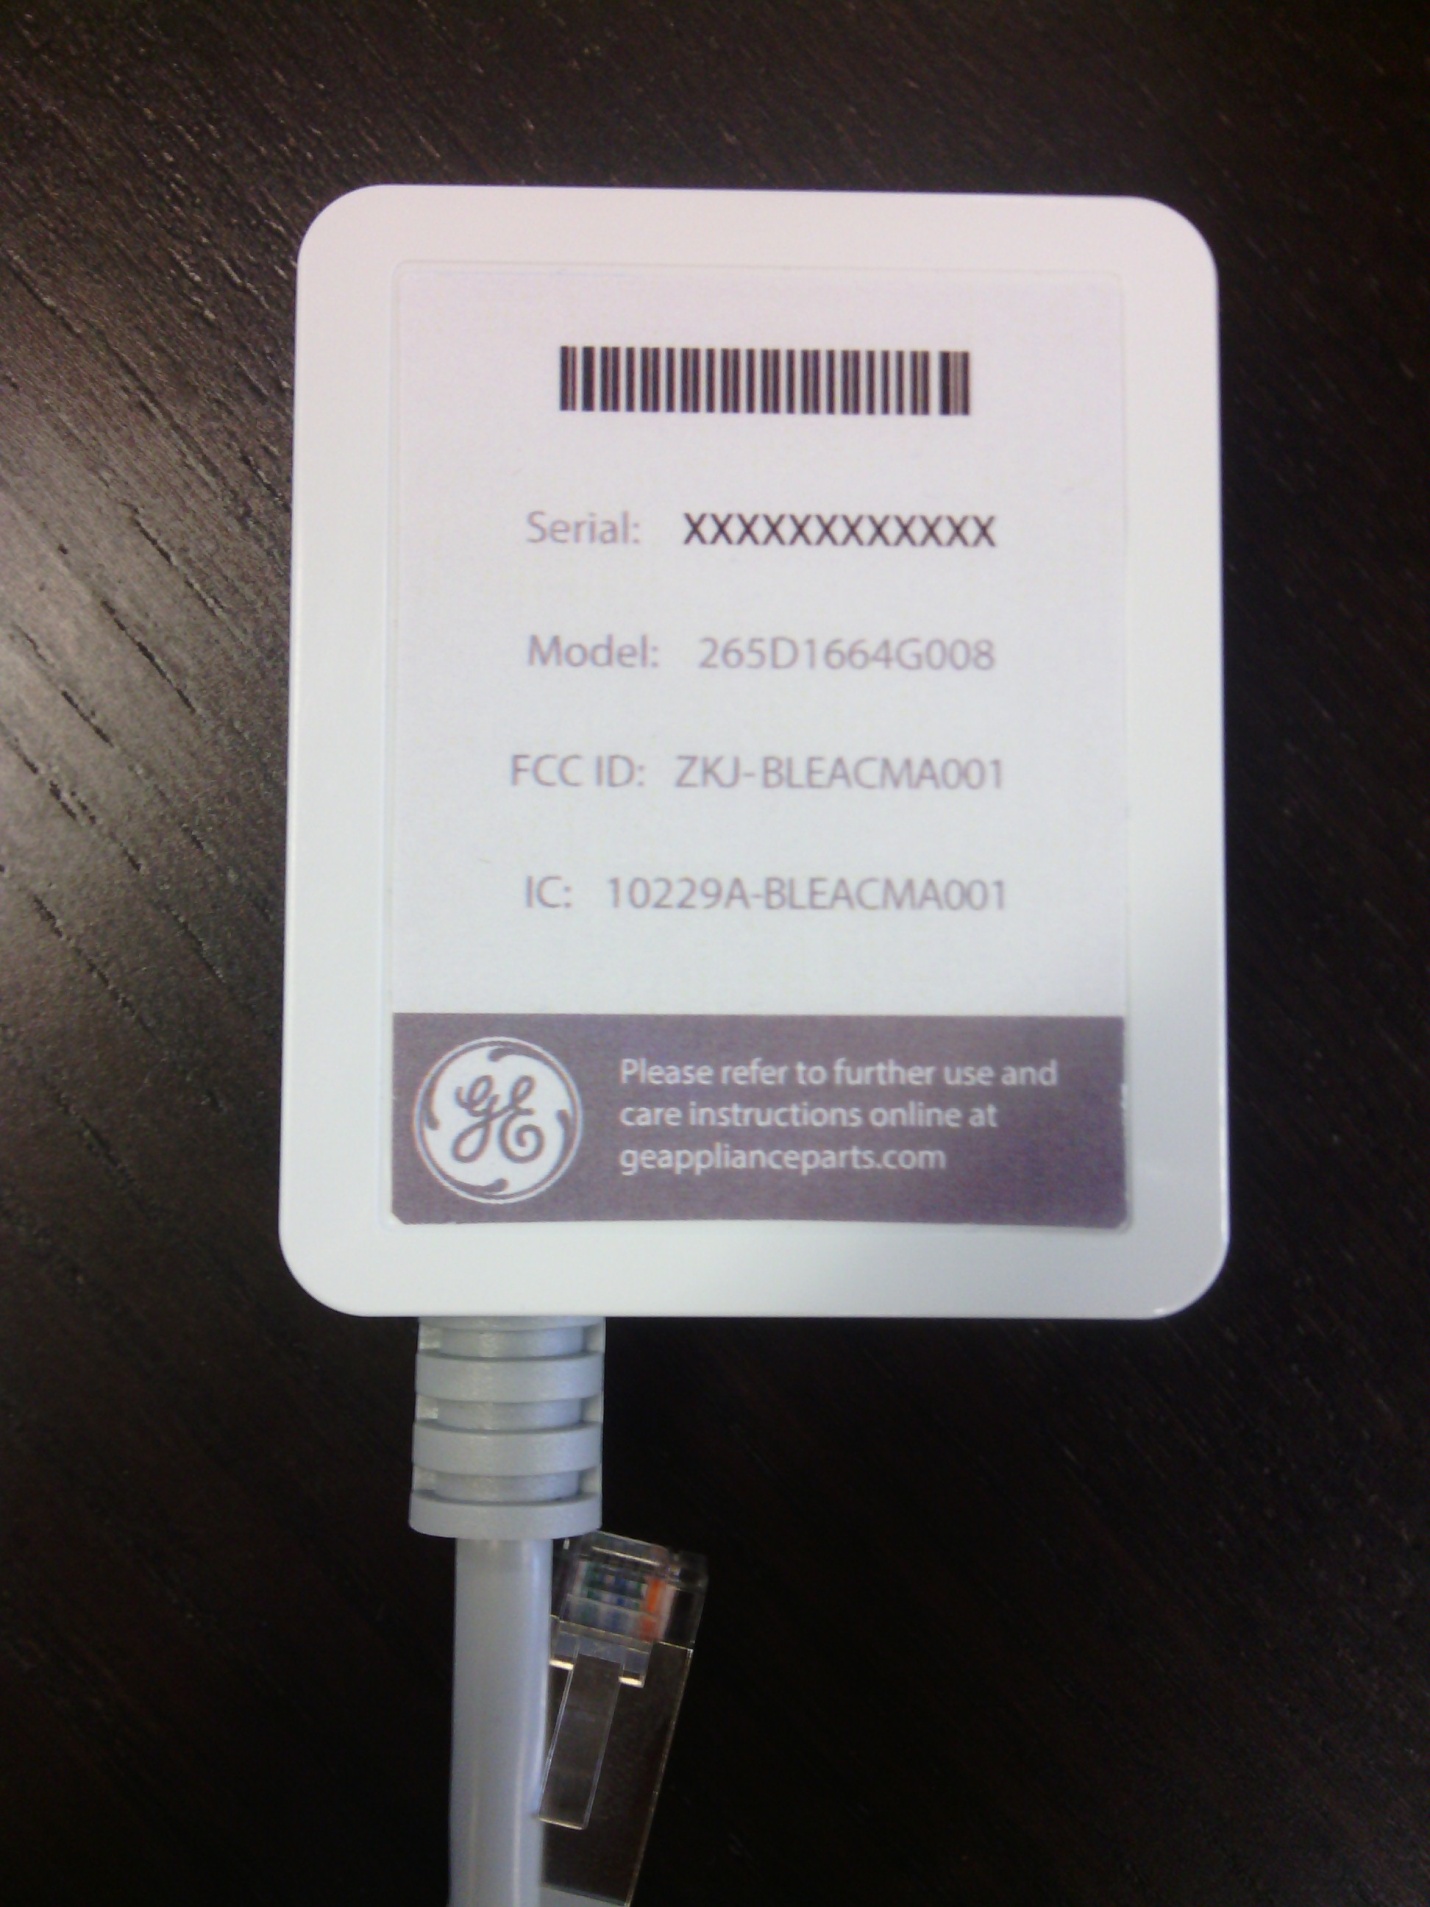 Serial: XXXXXXXXXXXX
Model: 265D1664G008
FCC ID: ZKJ-BLEACMA001
IC: 10229A-BLEACMA001
GE
Please refer to further use and
care instructions online at
geapplianceparts.com